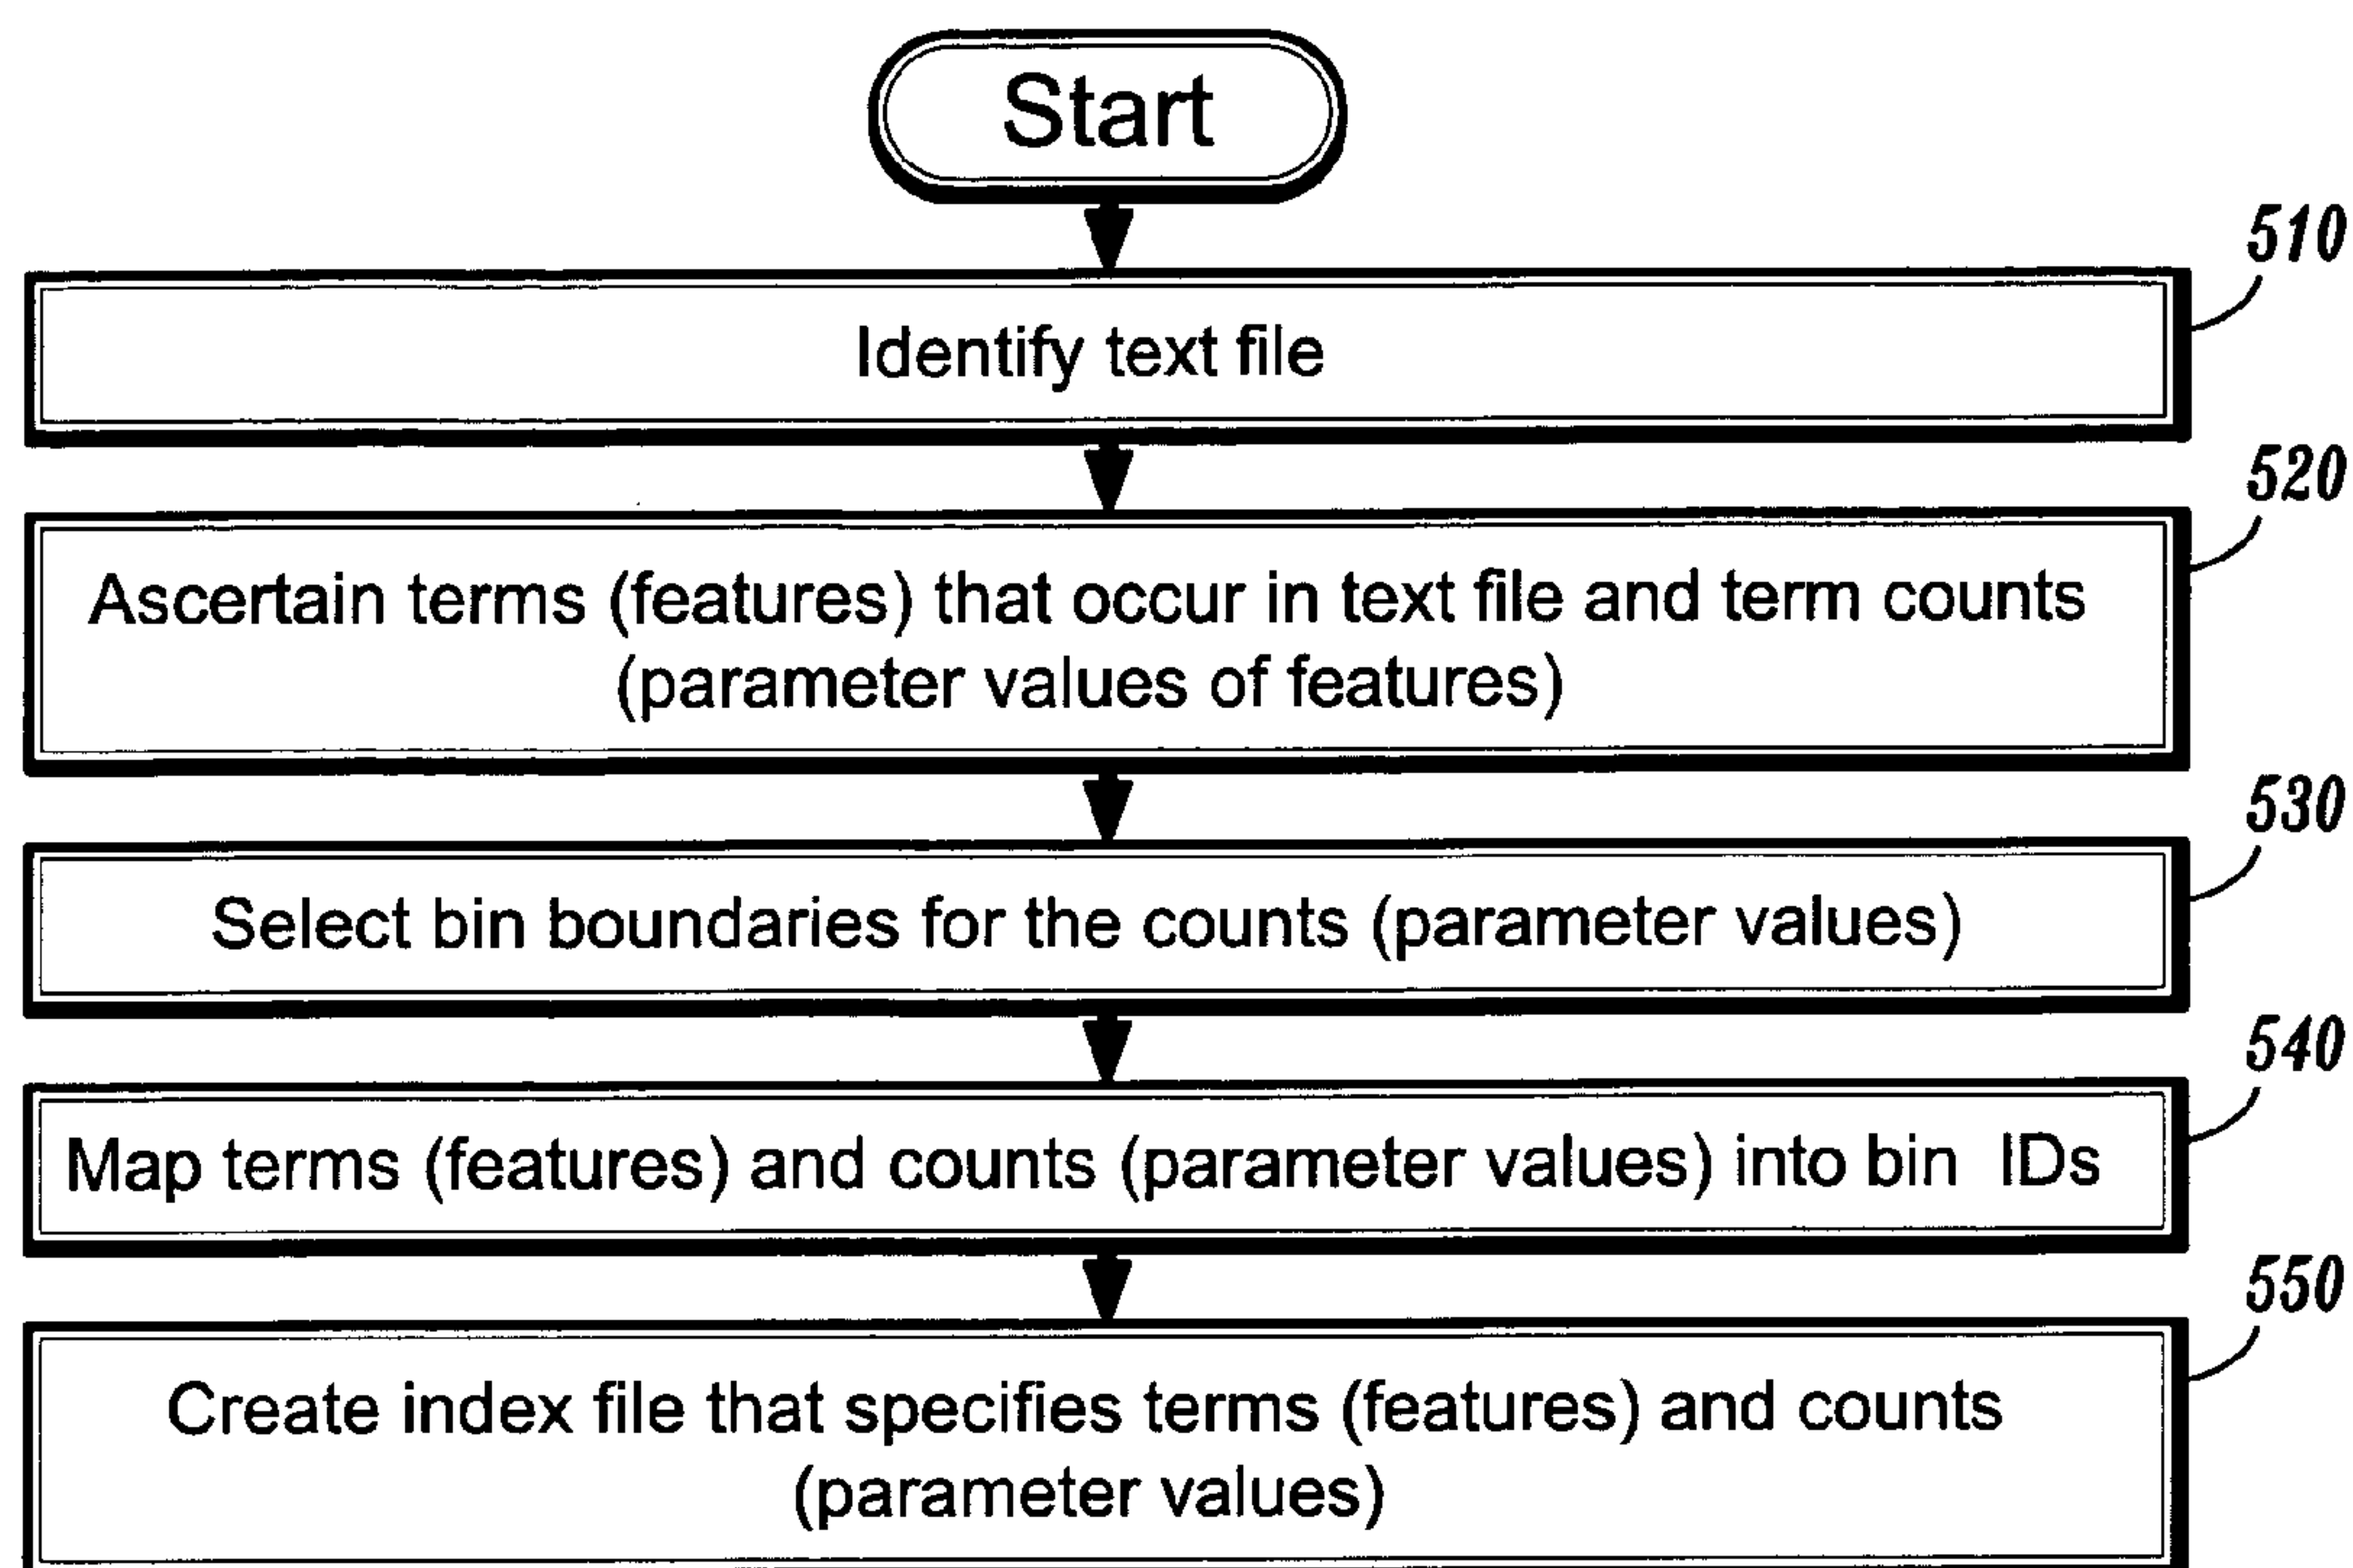 Start
510
Identify text file
520
Ascertain terms (features) that occur in text file and term counts
(parameter values of features)
530
Select bin boundaries for the counts (parameter values)
540
Map terms (features) and counts (parameter values) into bin IDs
550
Create index file that specifies terms (features) and counts
(parameter values)